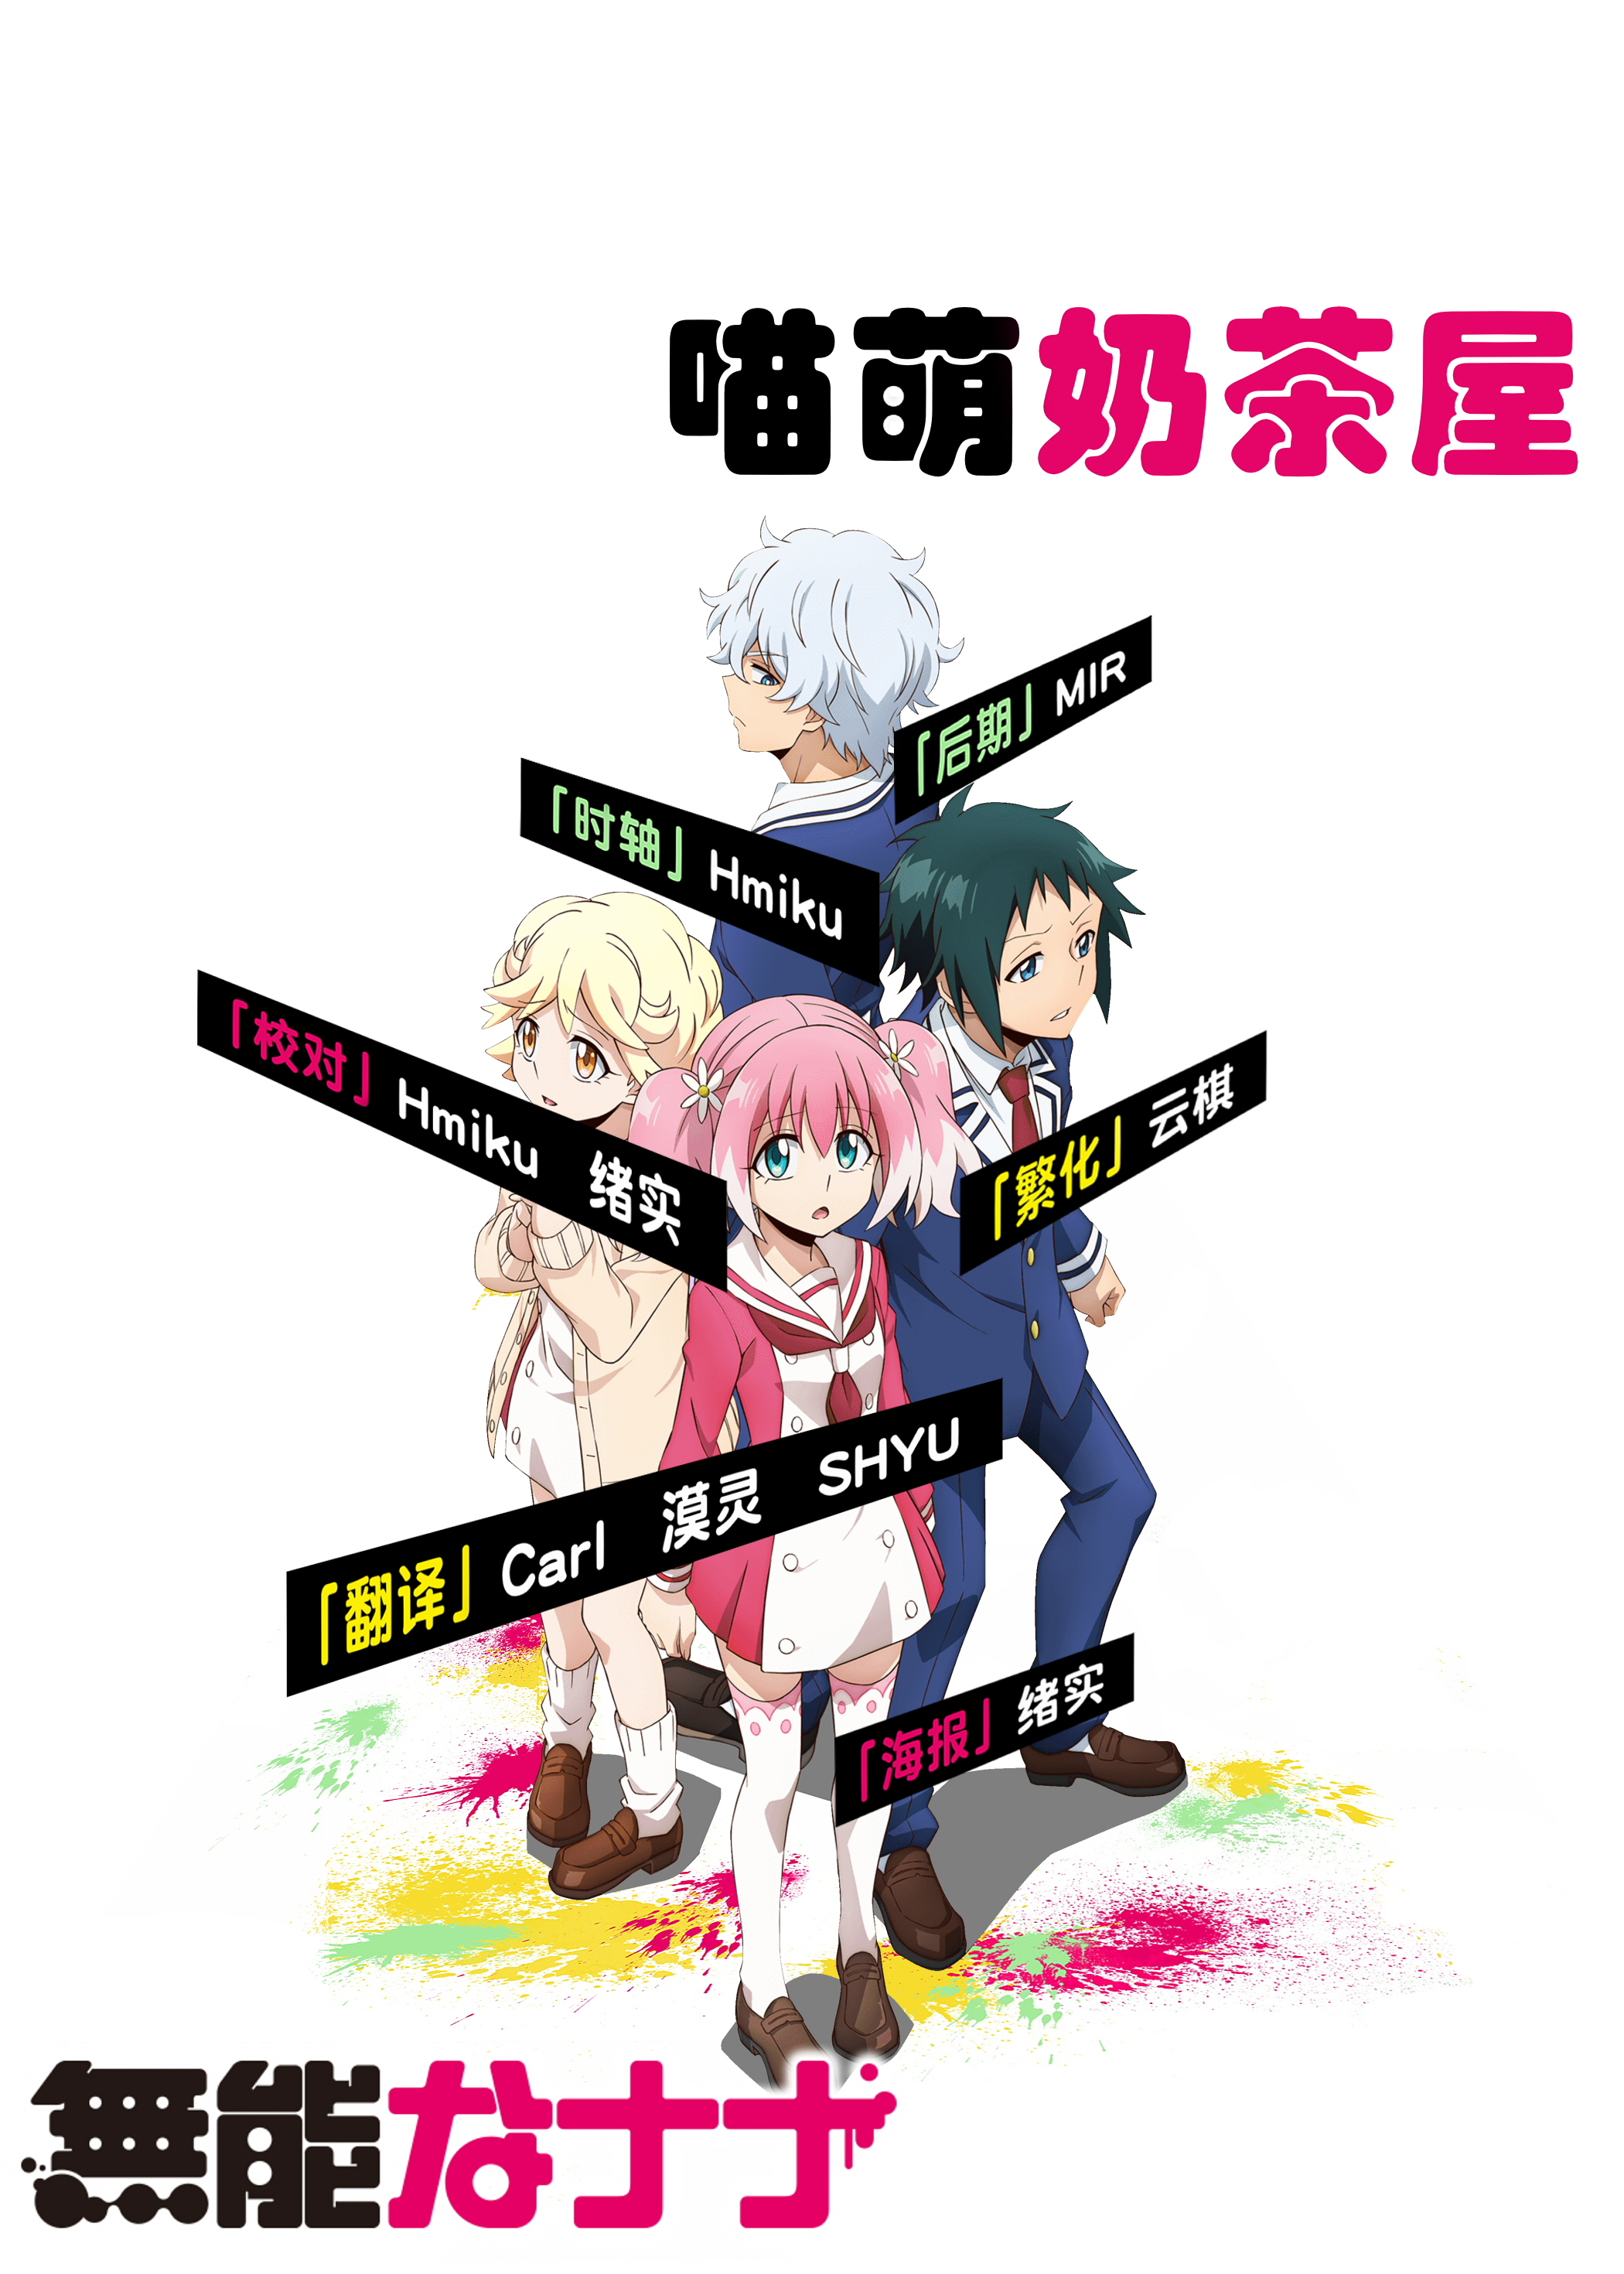 喵萌奶茶屋
「后期」MIR
「时轴」Hmiku
「校对」Hmiku 绪实
「繁化」云棋
「翻译」Carl 漠灵 SHYU
「海报」绪实
無能なナナ